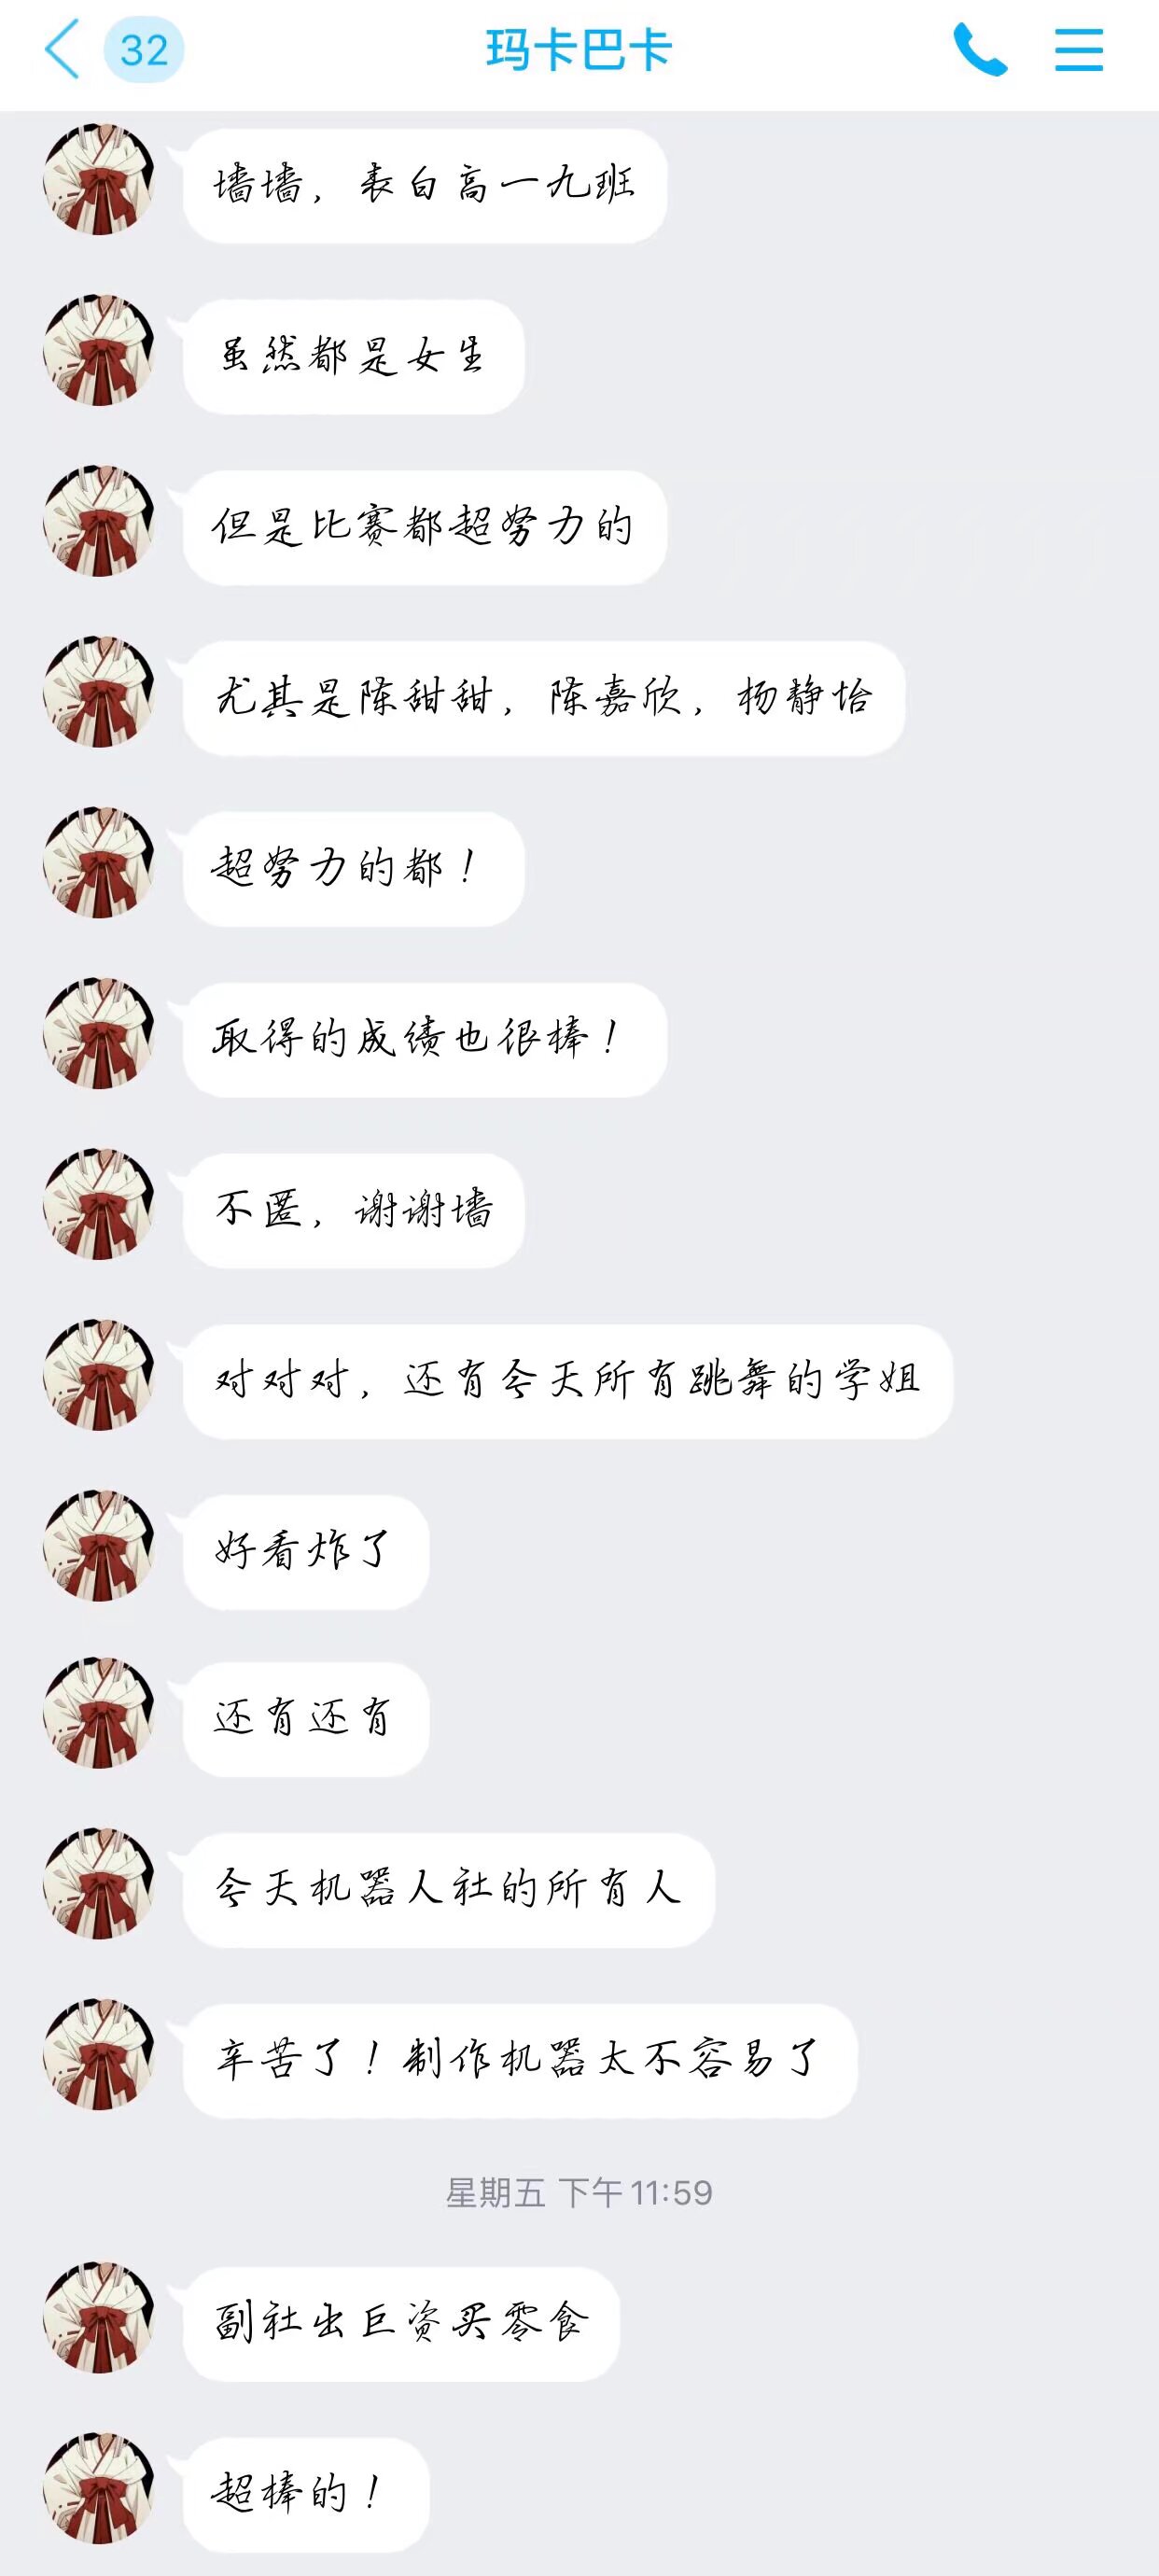 32
玛卡巴卡
墙墙，表白高一九班
虽然都是女生
但是比赛都超努力的
尤其是陈甜甜，陈嘉欣，杨静怡
超努力的都！
取得的成绩也很棒！
不匿，谢谢墙
对对对，还有今天所有跳舞的学姐
好看炸了
还有还有
今天机器人社的所有人
辛苦了！制作机器太不容易了
星期五 下午11:59
副社出巨资买零食
超棒的！